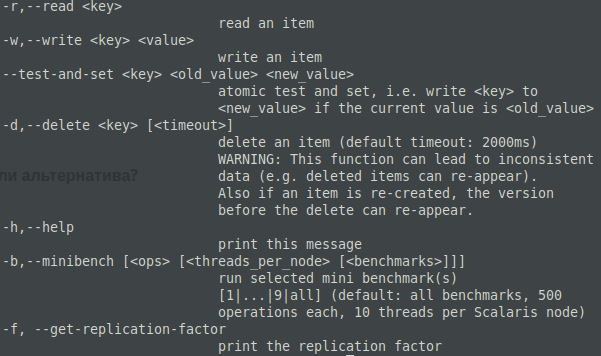 -r,--read <key>
read an item
-w,--write <key> <value>
write an item
--test-and-set <key> <old_value> <new_value>
atomic test and set, i.e. write <key> to
<new_value> if the current value is <old_value>
-d,--delete <key> [<timeout>]
delete an item (default timeout: 2000ms)
WARNING: This function can lead to inconsistent
ли альтернатива?
data (e.g. deleted items can re-appear).
Also if an item is re-created, the version
before the delete can re-appear.
-h,--help
print this message
-b,--minibench [<ops> [<threads_per_node> [<benchmarks>]]]
run selected mini benchmark(s)
[1|...|9|all] (default: all benchmarks, 500
operations each, 10 threads per Scalaris node)
-f, --get-replication-factor
print the replication factor